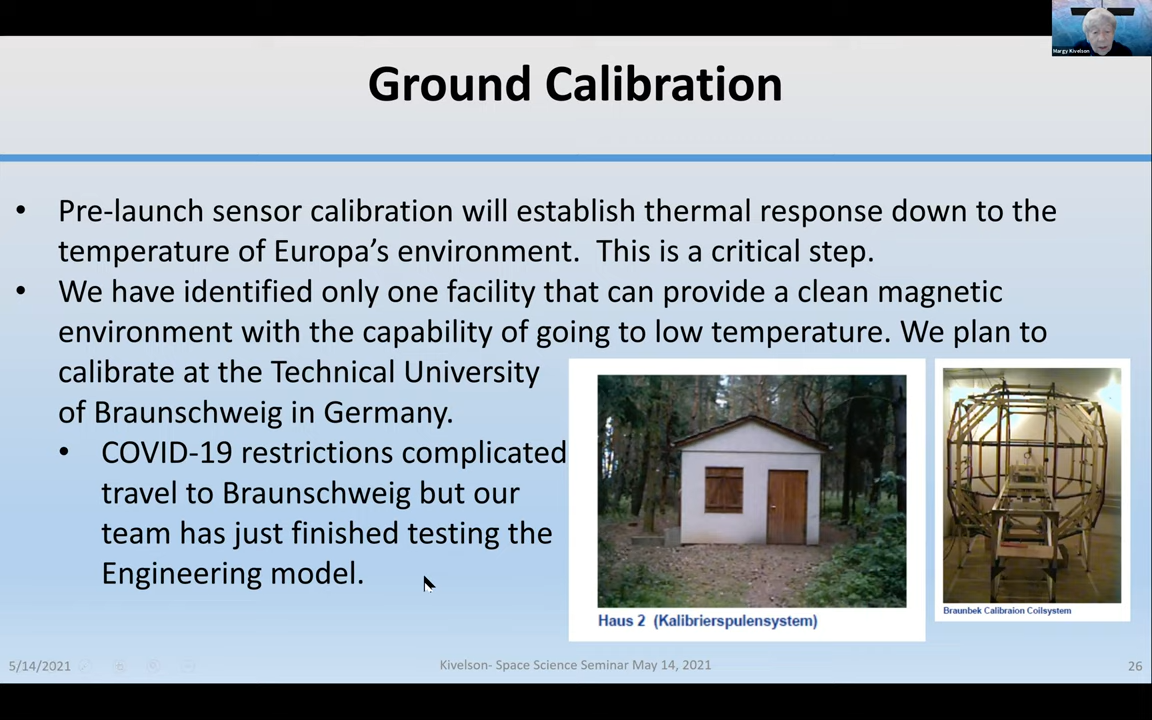 Margy Kivelson
Ground Calibration
• Pre-launch sensor calibration will establish thermal response down to the
temperature of Europa's environment.  This is a critical step.
• We have identified only one facility that can provide a clean magnetic
environment with the capability of going to low temperature. We plan to
calibrate at the Technical University
of Braunschweig in Germany.
• COVID-19 restrictions complicated
travel to Braunschweig but our
team has just finished testing the
Engineering model.
Haus 2 (Kalibrierspulensystem)
Braunbek Calibraion Coilsystem
5/14/2021
Kivelson- Space Science Seminar May 14, 2021
26